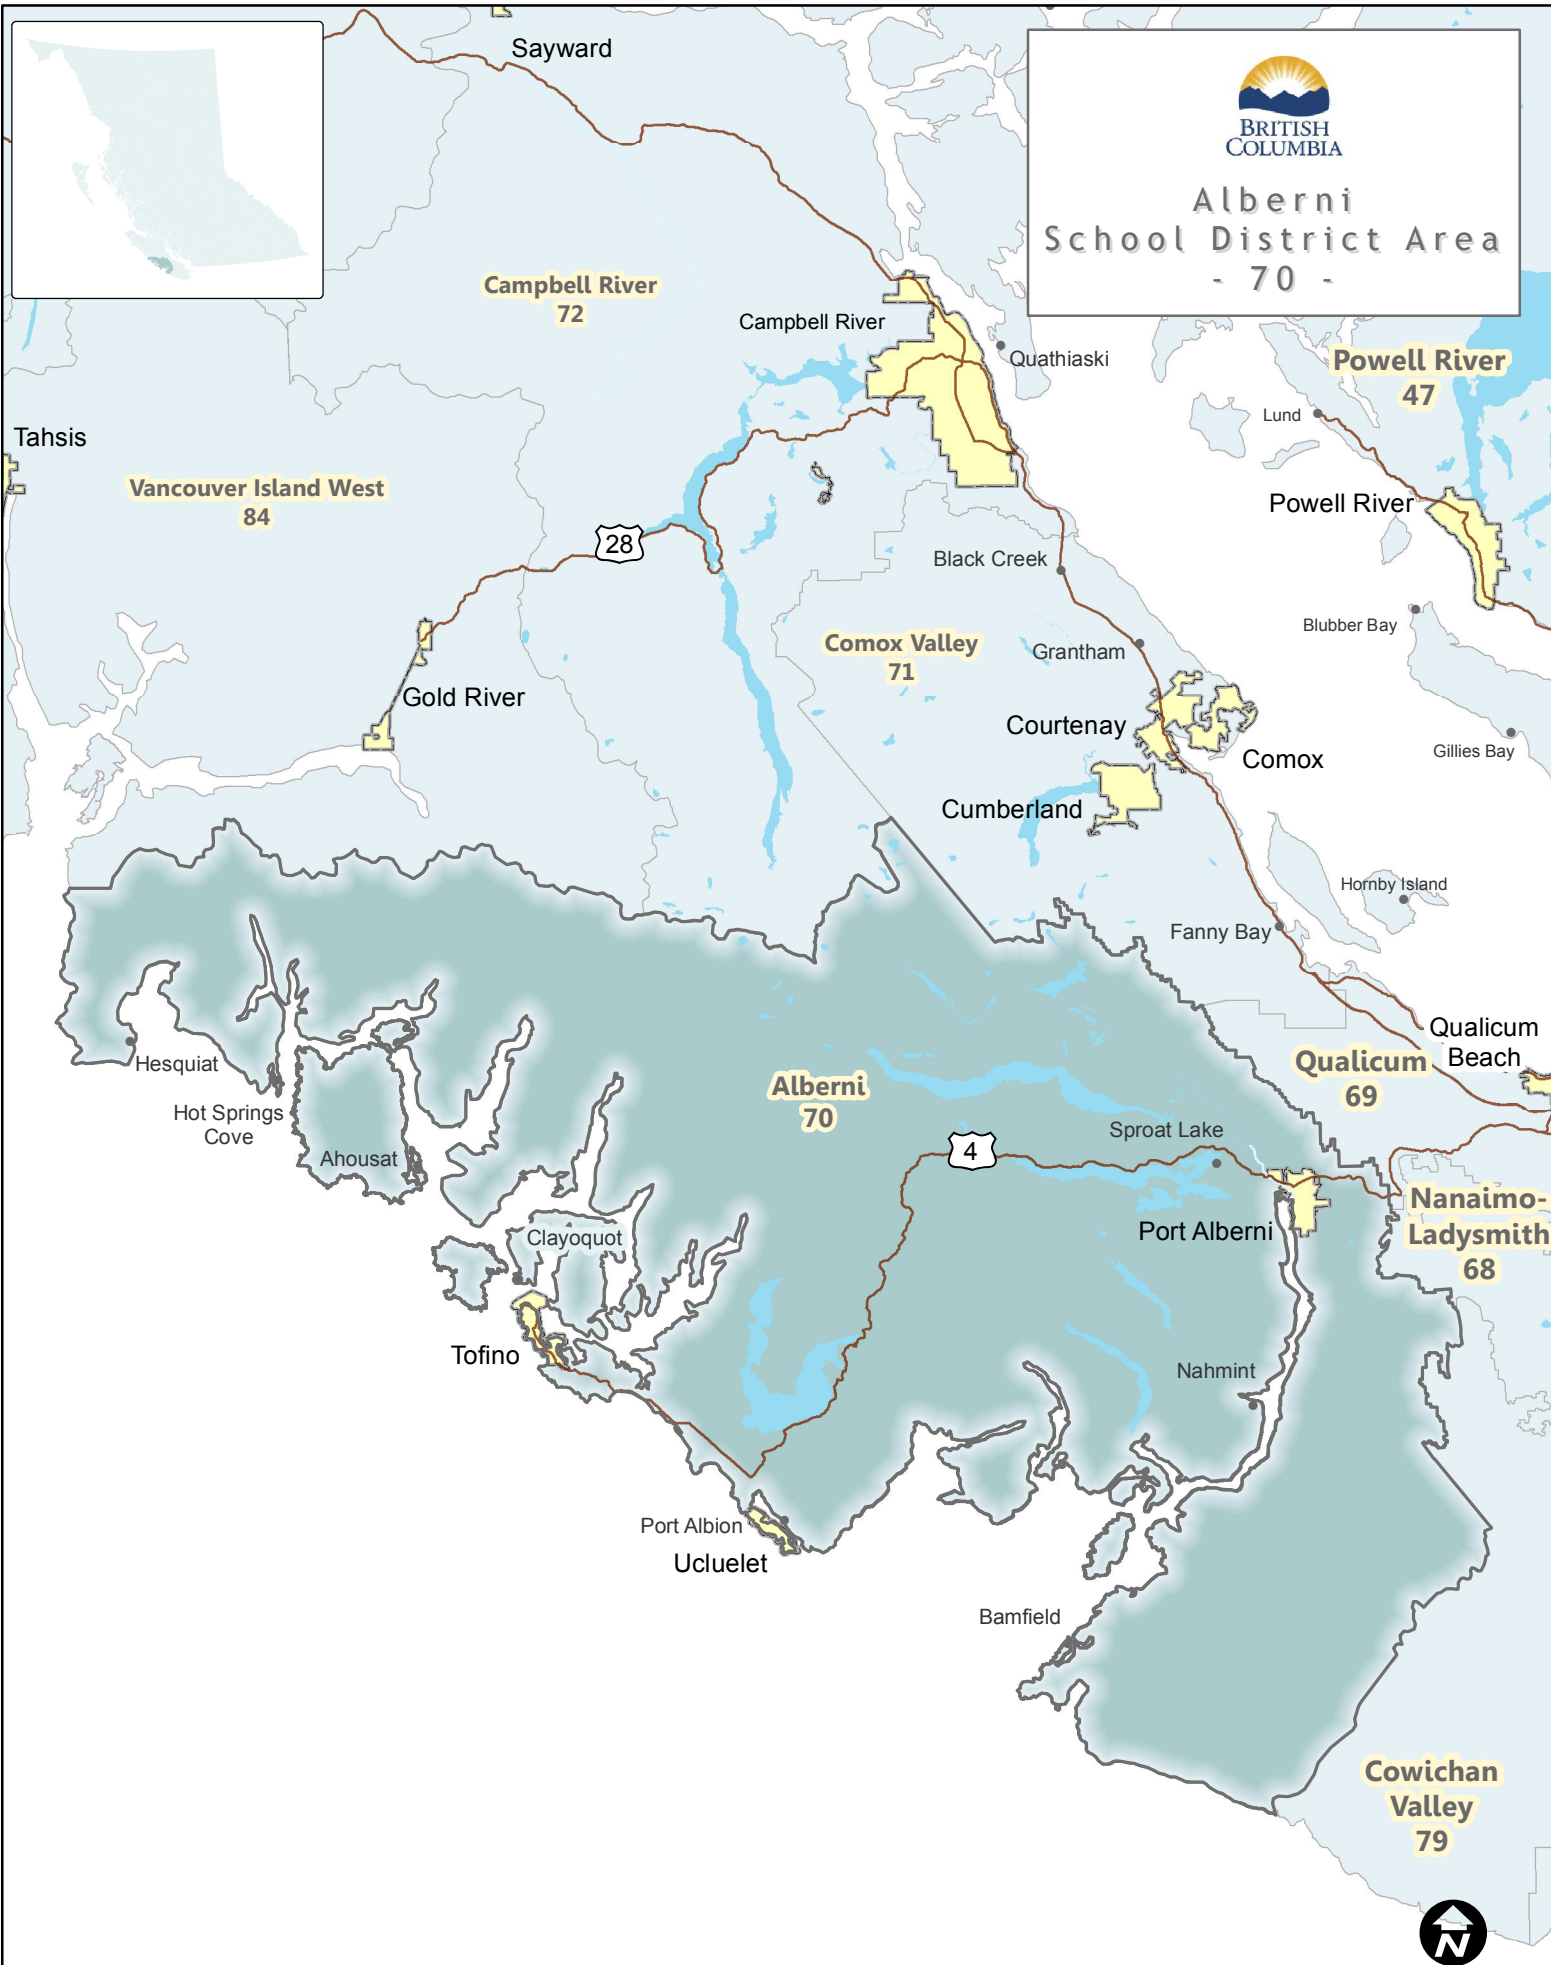 Sayward
BRITISH
COLUMBIA
Alberni
School District Area
- 70 -
Campbell River
72
Campbell River
Quathiaski
Powell River
47
Lund
Tahsis
Vancouver Island West
84
Powell River
28
Black Creek
Blubber Bay
Comox Valley
71
Grantham
Gold River
Courtenay
Comox
Gillies Bay
Cumberland
Hornby Island
Fanny Bay
Qualicum
Beach
Hesquiat
Qualicum
69
Alberni
70
Hot Springs
Cove
Sproat Lake
4
Ahousat
Nanaimo-
Ladysmith
68
Port Alberni
Clayoquot
Tofino
Nahmint
Port Albion
Ucluelet
Bamfield
Cowichan
Valley
79
N